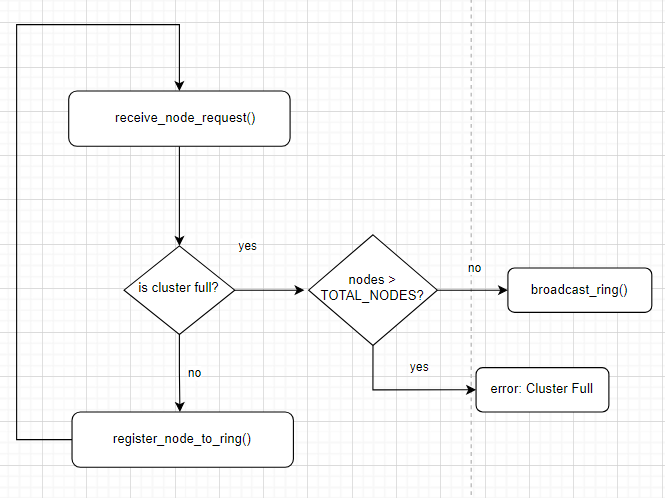 receive_node_request()
yes
is cluster full?
nodes >
TOTAL_NODES?
no
broadcast_ring()
no
yes
error: Cluster Full
register_node_to_ring()